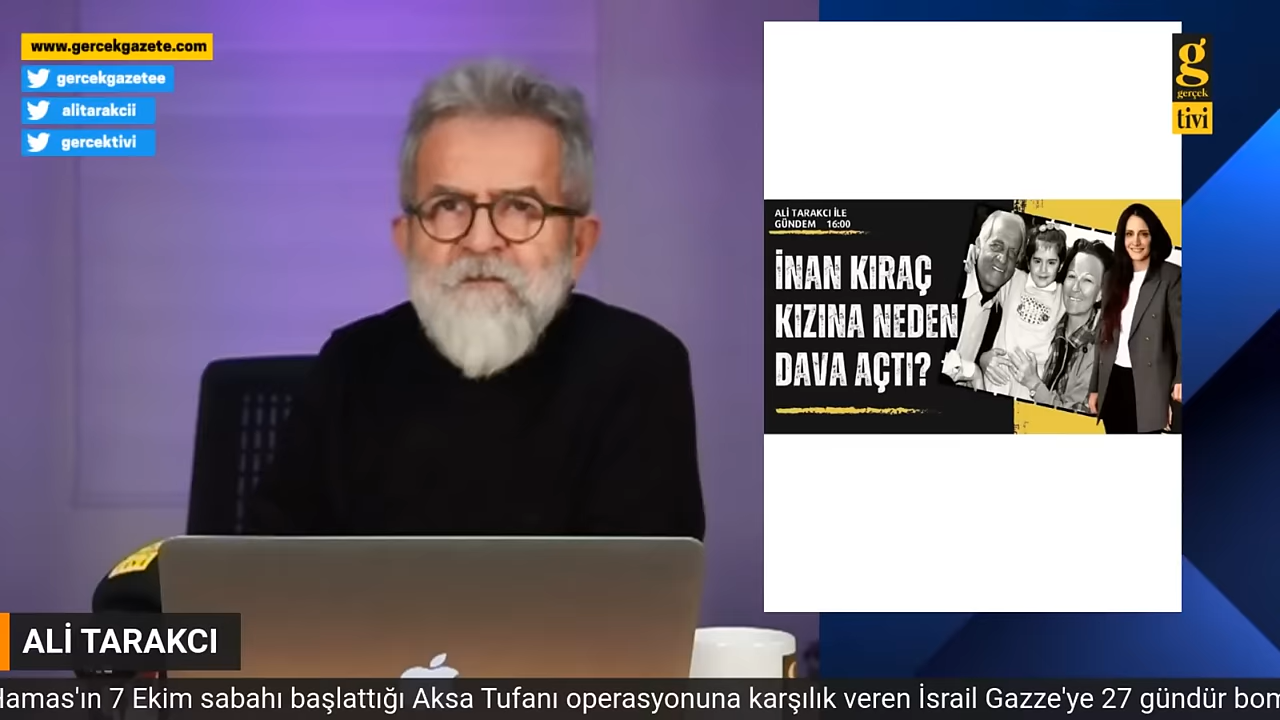 www.gercekgazete.com
gercekgazetee
alitarakcii
gercektivi
g
gerçek
tivi
ALİ TARAKCI İLE
GÜNDEM 16:00
İNAN KIRAÇ
KIZINA NEDEN
DAVA AÇTI?
ALİ TARAKCI
Hamas'ın 7 Ekim sabahı başlattığı Aksa Tufanı operasyonuna karşılık veren İsrail Gazze'ye 27 gündür bom